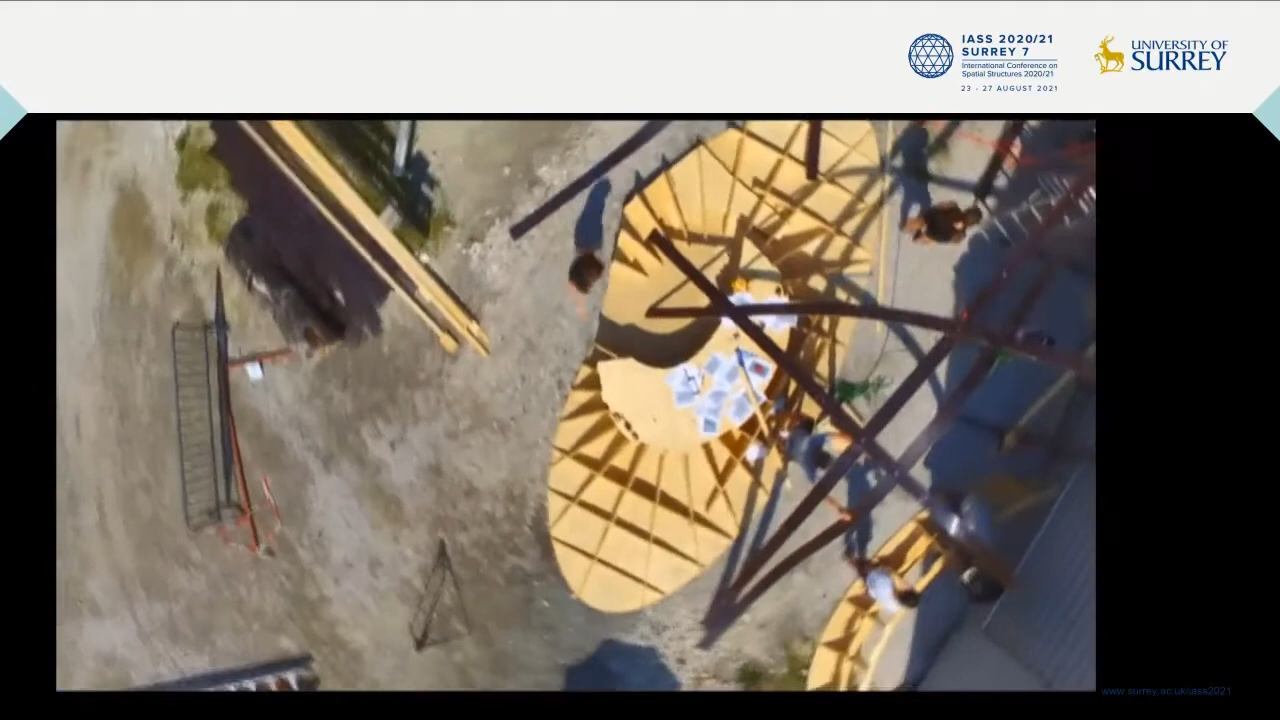 IASS 2020/21
SURREY 7
International Conference on
Spatial Structures 2020/21
23 - 27 AUGUST 2021
UNIVERSITY OF
SURREY
www.surrey.ac.uk/iass2021